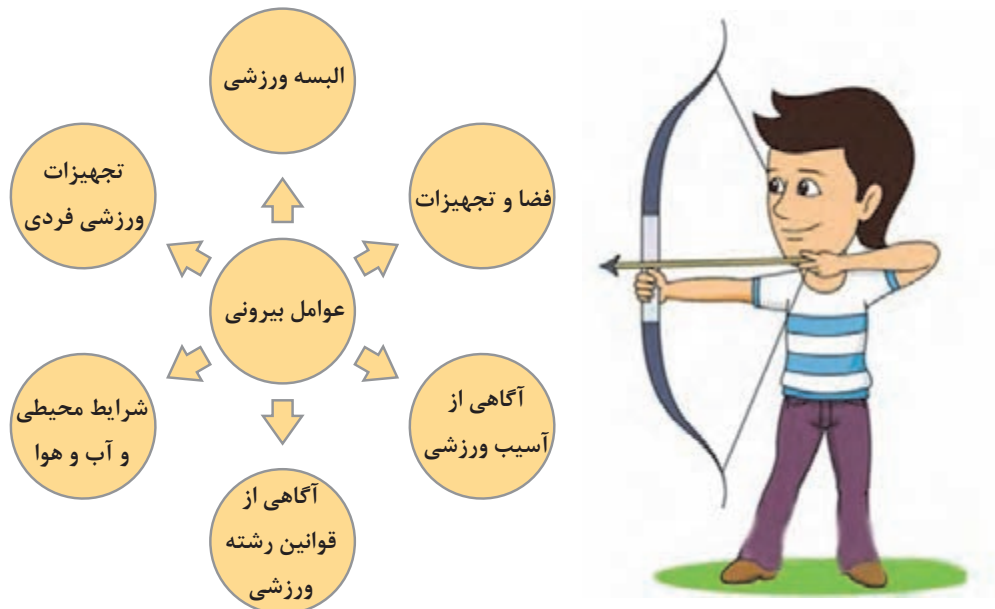 البسه ورزشی
فضا و تجهیزات
تجهیزات
ورزشی فردی
عوامل بیرونی
آگاهی از
آسیب ورزشی
شرایط محیطی
و آب و هوا
آگاهی از
قوانین رشته
ورزشی